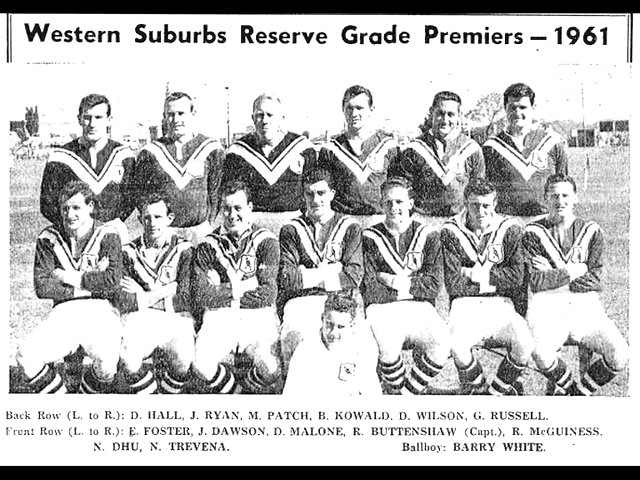 Western Suburbs Reserve Grade Premiers — 1961
Back Row (L. to R.): D. HALL, J. RYAN, M. PATCH, B. KOWALD. D. WILSON, G. RUSSELL.
Front Row (L. to R.): E. FOSTER, J. DAWSON, D. MALONE, R. BUTTENSHAW (Capt.), R. McGUINESS.
N. DHU, N. TREVENA. Ballboy: BARRY WHITE.